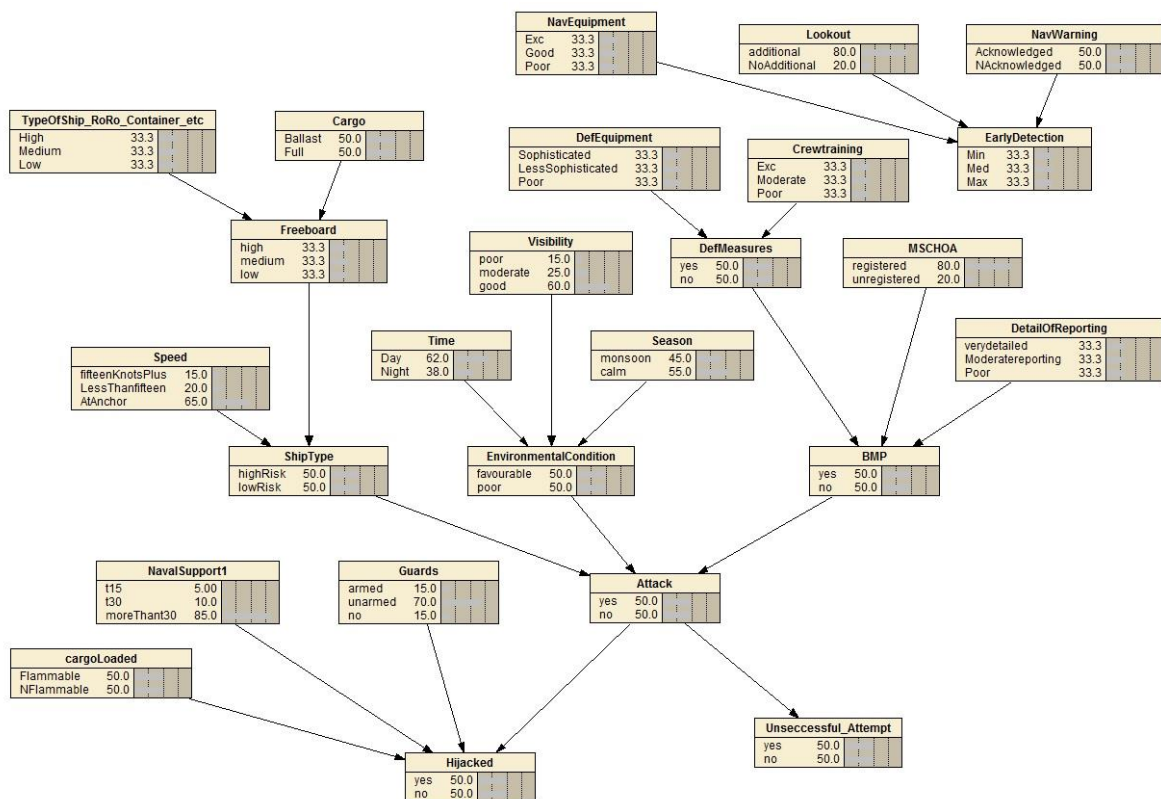 NavEquipment
Exc 33.3
Good 33.3
Poor 33.3
Lookout
additional 80.0
NoAdditional 20.0
NavWarning
Acknowledged 50.0
NAcknowledged 50.0
TypeOfShip_RoRo_Container_etc
High 33.3
Medium 33.3
Low 33.3
Cargo
Ballast 50.0
Full 50.0
DefEquipment
Sophisticated 33.3
LessSophisticated 33.3
Poor 33.3
Crewtraining
Exc 33.3
Moderate 33.3
Poor 33.3
EarlyDetection
Min 33.3
Med 33.3
Max 33.3
Freeboard
high 33.3
medium 33.3
low 33.3
Visibility
poor 15.0
moderate 25.0
good 60.0
DefMeasures
yes 50.0
no 50.0
MSCHOA
registered 80.0
unregistered 20.0
DetailOfReporting
verydetailed 33.3
Moderatereporting 33.3
Poor 33.3
Speed
fifteenKnotsPlus 15.0
LessThanfifteen 20.0
AtAnchor 65.0
Time
Day 62.0
Night 38.0
Season
monsoon 45.0
calm 55.0
ShipType
highRisk 50.0
lowRisk 50.0
EnvironmentalCondition
favourable 50.0
poor 50.0
BMP
yes 50.0
no 50.0
NavalSupport1
t15 5.00
t30 10.0
moreThant30 85.0
Guards
armed 15.0
unarmed 70.0
no 15.0
Attack
yes 50.0
no 50.0
cargoLoaded
Flammable 50.0
NFlammable 50.0
Hijacked
yes 50.0
no 50.0
Unseccessful_Attempt
yes 50.0
no 50.0